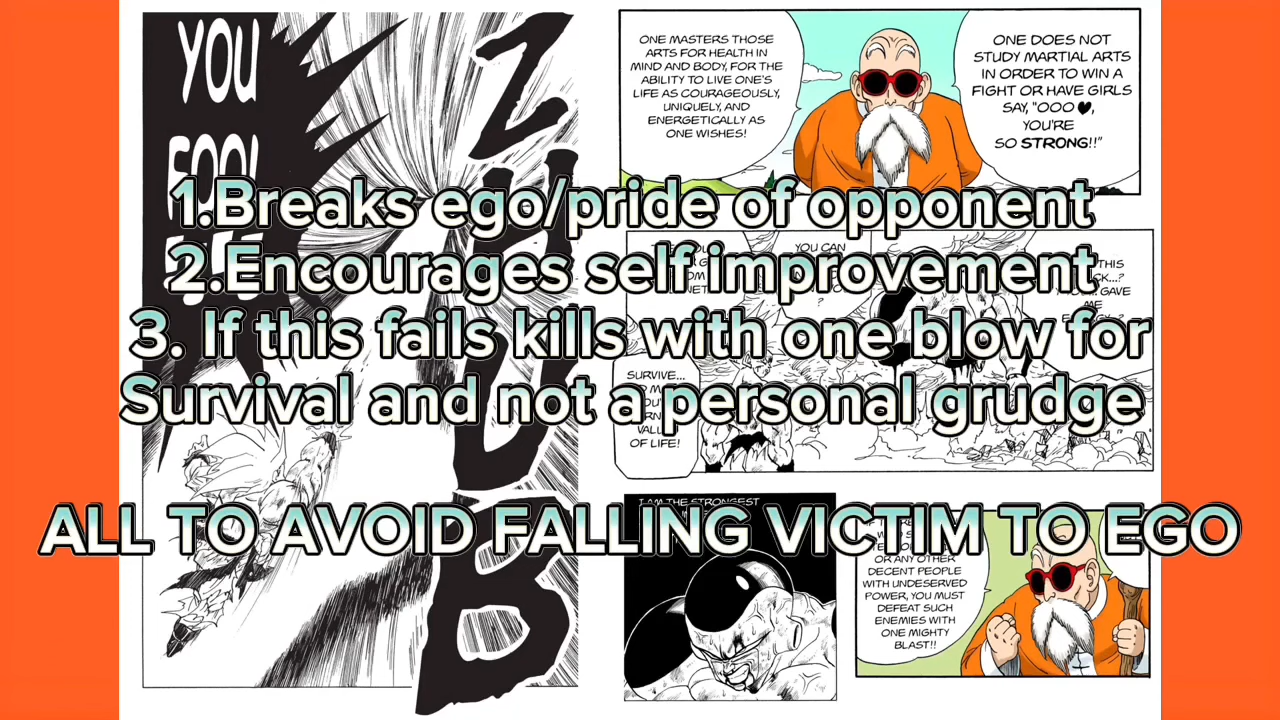 YOU
ZHUBB
ONE MASTERS THOSE
ARTS FOR HEALTH IN
MIND AND BODY, FOR THE
ABILITY TO LIVE ONE'S
LIFE AS COURAGEOUSLY,
UNIQUELY, AND
ENERGETICALLY AS
ONE WISHES!
ONE DOES NOT
STUDY MARTIAL ARTS
IN ORDER TO WIN A
FIGHT OR HAVE GIRLS
SAY, "OOO ♥,
YOU'RE
SO STRONG!!"
1.Breaks ego/pride of opponent
2.Encourages self improvement
3. If this fails kills with one blow for
Survival and not a personal grudge
YOU CAN
?
THIS
GAVE
ME
?
SURVIVE...
OF LIFE!
ALL TO AVOID FALLING VICTIM TO EGO
I AM THE STRONGEST
OR ANY OTHER
DECENT PEOPLE
WITH UNDESERVED
POWER, YOU MUST
DEFEAT SUCH
ENEMIES WITH
ONE MIGHTY
BLAST!!